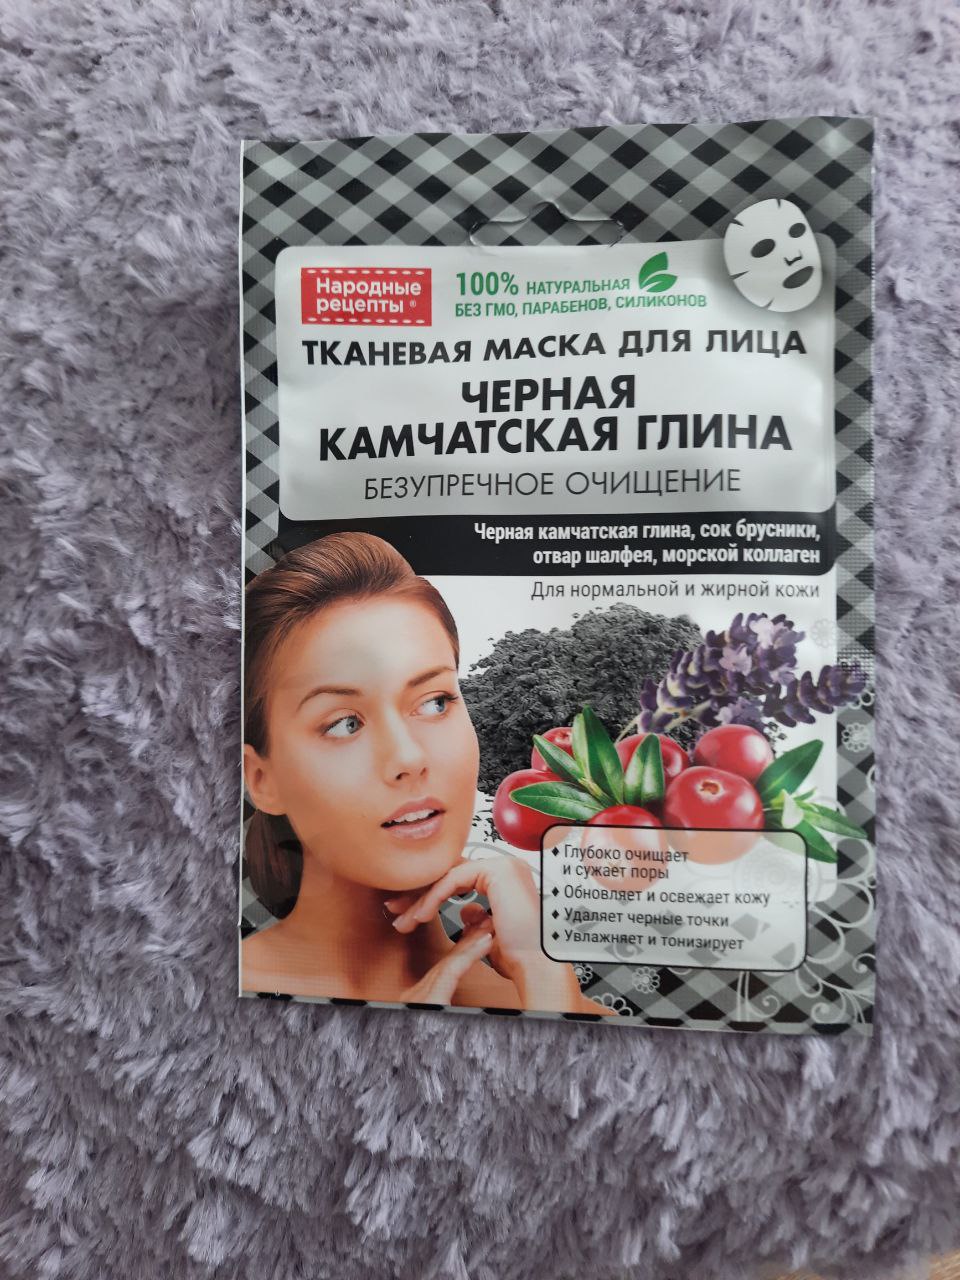 Народные
рецепты®
100% НАТУРАЛЬНАЯ
БЕЗ ГМО, ПАРАБЕНОВ, СИЛИКОНОВ
ТКАНЕВАЯ МАСКА ДЛЯ ЛИЦА
ЧЕРНАЯ
КАМЧАТСКАЯ ГЛИНА
БЕЗУПРЕЧНОЕ ОЧИЩЕНИЕ
Черная камчатская глина, сок брусники,
отвар шалфея, морской коллаген
Для нормальной и жирной кожи
♦ Глубоко очищает
и сужает поры
♦ Обновляет и освежает кожу
♦ Удаляет черные точки
♦ Увлажняет и тонизирует